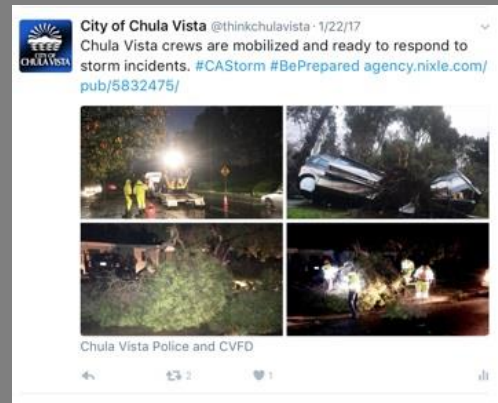 City of Chula Vista @thinkchulavista · 1/22/17
Chula Vista crews are mobilized and ready to respond to
storm incidents. #CAStorm #BePrepared agency.nixle.com/
pub/5832475/
CITY OF
CHULA VISTA
Chula Vista Police and CVFD
2
1